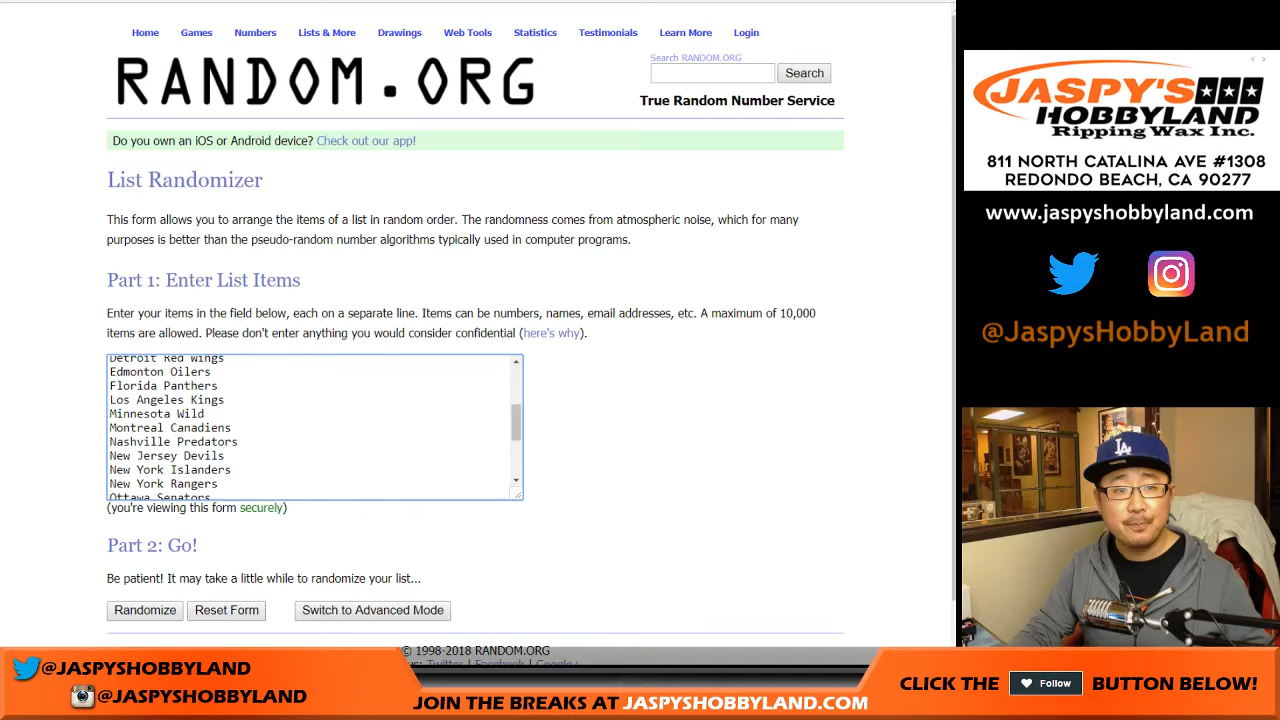 Home Games Numbers Lists & More Drawings Web Tools Statistics Testimonials Learn More Login
RANDOM.ORG
Search RANDOM.ORG
Search
True Random Number Service
Do you own an iOS or Android device? Check out our app!
List Randomizer
This form allows you to arrange the items of a list in random order. The randomness comes from atmospheric noise, which for many
purposes is better than the pseudo-random number algorithms typically used in computer programs.
Part 1: Enter List Items
Enter your items in the field below, each on a separate line. Items can be numbers, names, email addresses, etc. A maximum of 10,000
items are allowed. Please don't enter anything you would consider confidential (here's why).
Detroit Red Wings
Edmonton Oilers
Florida Panthers
Los Angeles Kings
Minnesota Wild
Montreal Canadiens
Nashville Predators
New Jersey Devils
New York Islanders
New York Rangers
Ottawa Senators
(you're viewing this form securely)
Part 2: Go!
Be patient! It may take a little while to randomize your list...
Randomize Reset Form Switch to Advanced Mode
© 1998-2018 RANDOM.ORG
Twitter | Facebook | Google+
JASPY'S
HOBBYLAND
Ripping Wax Inc.
811 NORTH CATALINA AVE #1308
REDONDO BEACH, CA 90277
www.jaspyshobbyland.com
@JaspysHobbyLand
LA
@JASPYSHOBBYLAND
@JASPYSHOBBYLAND
JOIN THE BREAKS AT JASPYSHOBBYLAND.COM
CLICK THE Follow BUTTON BELOW!